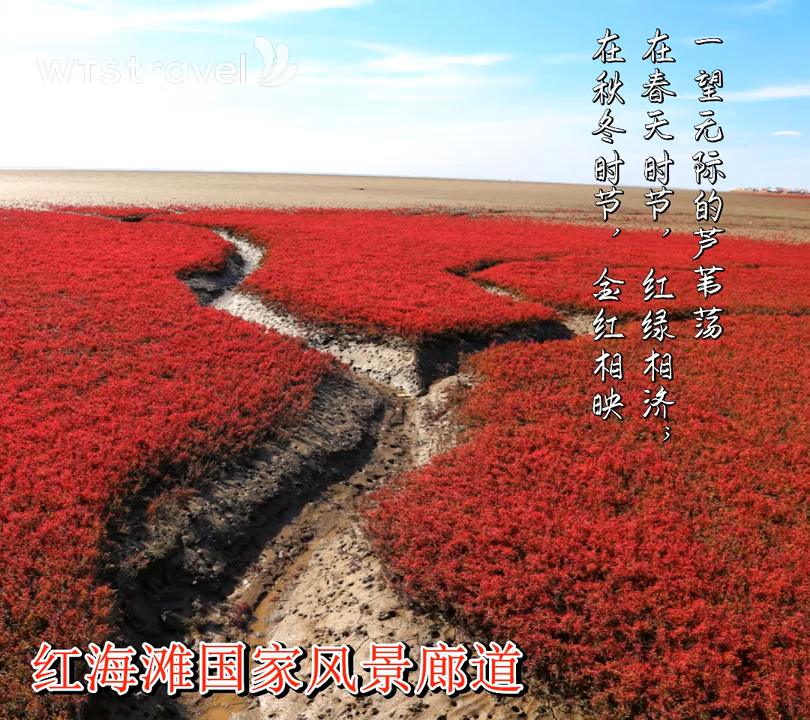 WTStravel
一望无际的芦苇荡
在春天时节，红绿相济；
在秋冬时节，金红相映
红海滩国家风景廊道